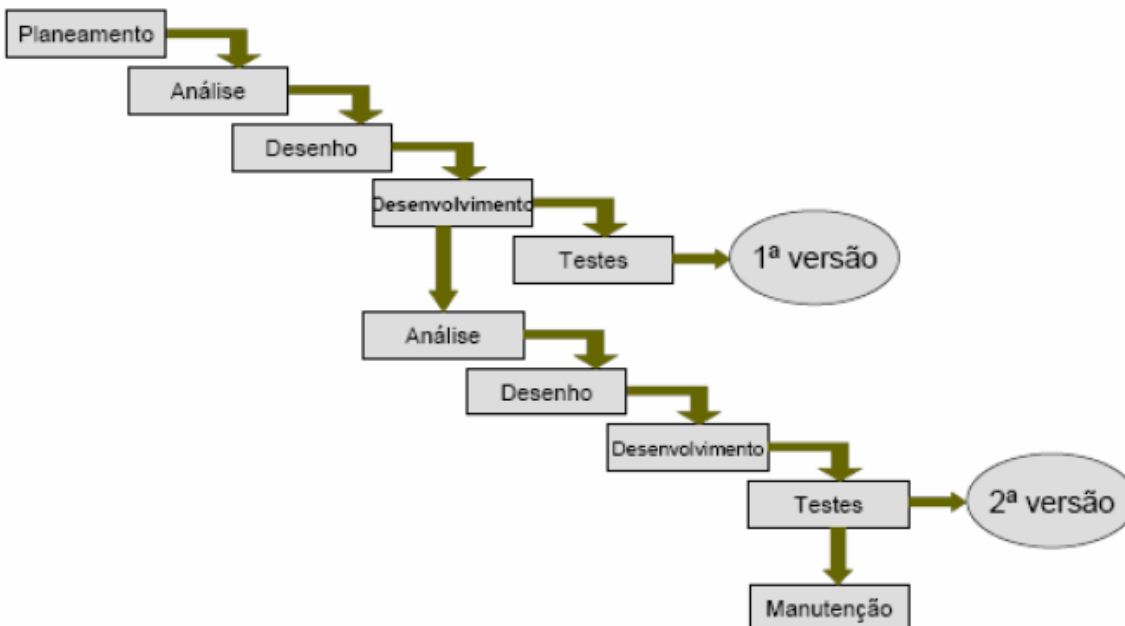 Planeamento
Análise
Desenho
Desenvolvimento
Testes
1ª versão
Análise
Desenho
Desenvolvimento
Testes
2ª versão
Manutenção